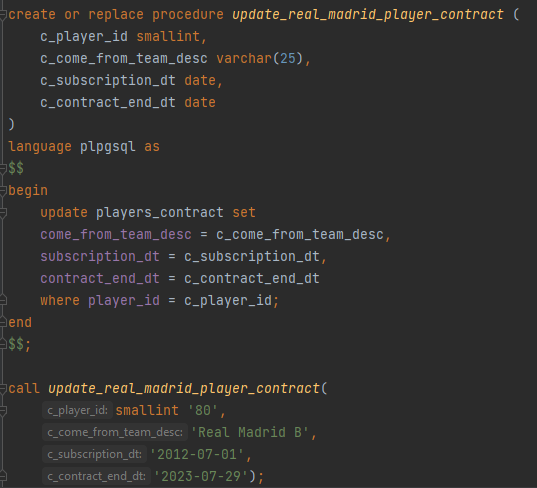 create or replace procedure update_real_madrid_player_contract (
    c_player_id smallint,
    c_come_from_team_desc varchar(25),
    c_subscription_dt date,
    c_contract_end_dt date
)
language plpgsql as
$$
begin
    update players_contract set
    come_from_team_desc = c_come_from_team_desc,
    subscription_dt = c_subscription_dt,
    contract_end_dt = c_contract_end_dt
    where player_id = c_player_id;
end
$$;

call update_real_madrid_player_contract(
    c_player_id: smallint '80',
    c_come_from_team_desc: 'Real Madrid B',
    c_subscription_dt: '2012-07-01',
    c_contract_end_dt: '2023-07-29');